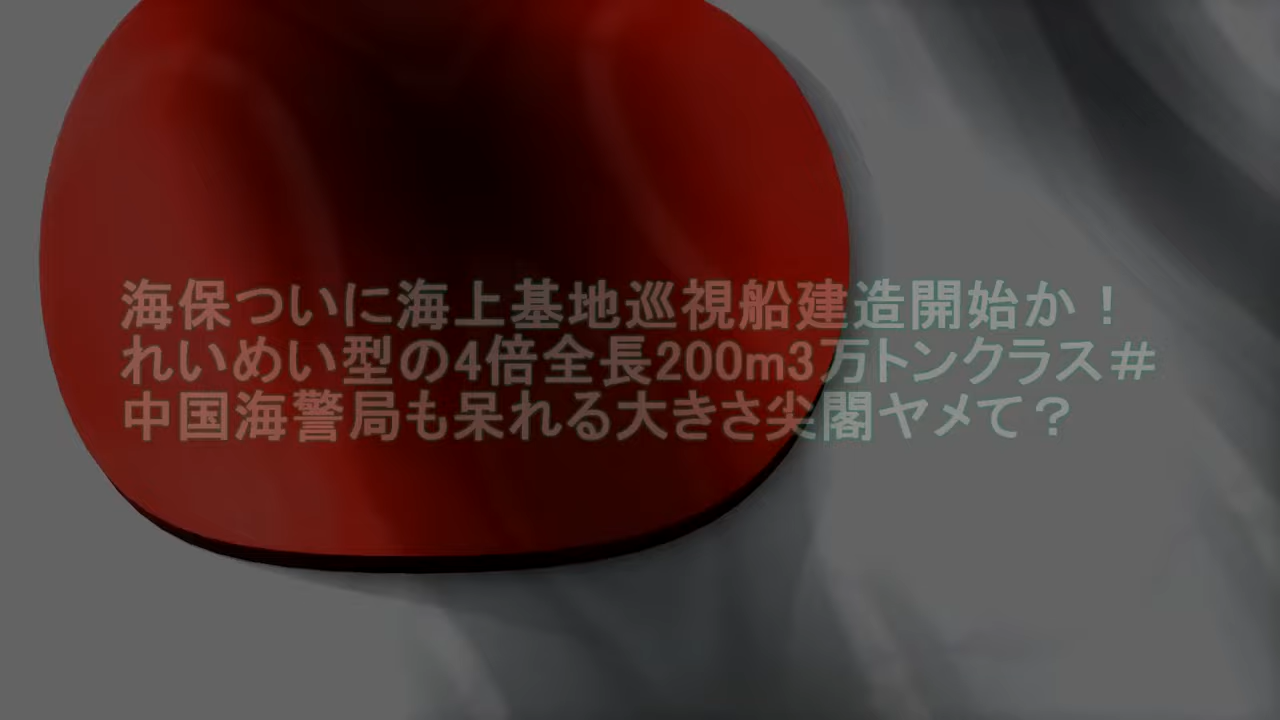 海保ついに海上基地巡視船建造開始か！
れいめい型の4倍全長200m3万トンクラス＃
中国海警局も呆れる大きさ尖閣ヤメて？